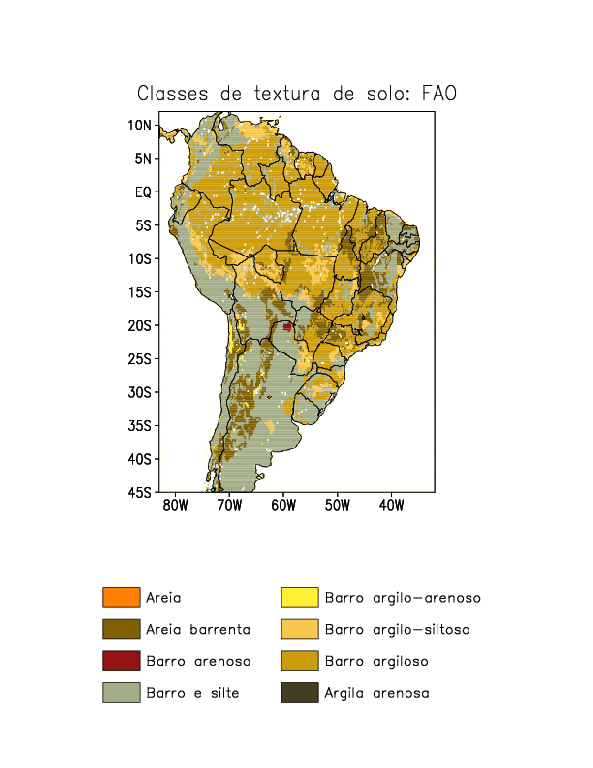 Classes de textura de solo: FAO
10N
5N
EQ
5S
10S
15S
20S
25S
30S
35S
40S
45S
80W 70W 60W 50W 40W
Areia
Barro argilo-arenoso
Areia barrenta
Barro argilo-siltoso
Barro arenoso
Barro argiloso
Barro e silte
Argila arenosa